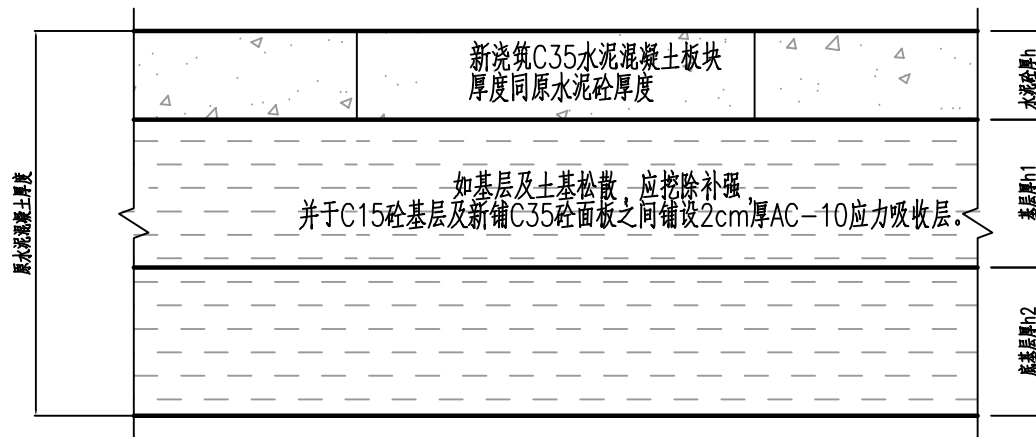 新浇筑C35水泥混凝土板块
厚度同原水泥砼厚度
如基层及土基松散,应挖除补强,
并于C15砼基层及新铺C35砼面板之间铺设2cm厚AC-10应力吸收层。
原水泥混凝土厚度
水泥砼厚h
基层h1
底基层厚h2